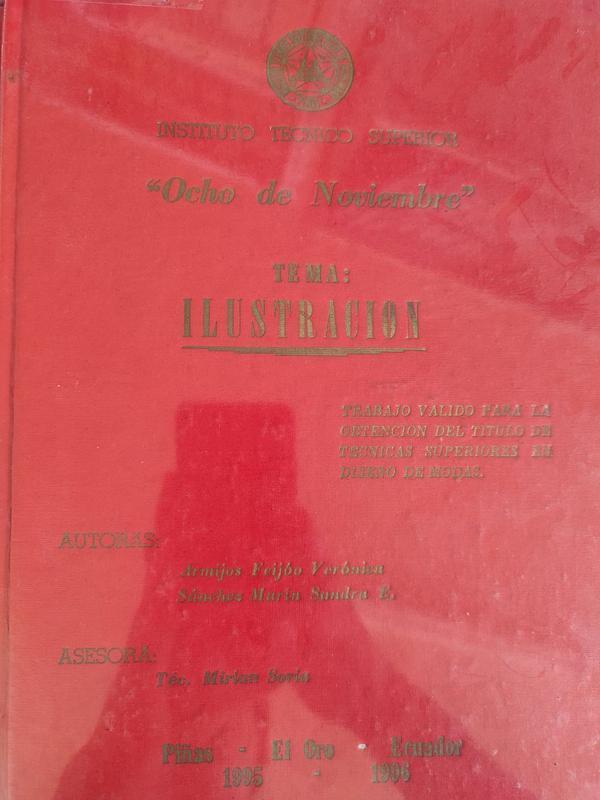 INSTITUTO TECNICO SUPERIOR
“Ocho de Noviembre”
TEMA:
ILUSTRACION
TRABAJO VALIDO PARA LA
OBTENCION DEL TITULO DE
TECNICAS SUPERIORES EN
DISEÑO DE MODAS.
AUTORAS:
Armijos Feijóo Verónica
Sánchez Marín Sandra E.
ASESORA:
Téc. Mirian Soria
Piñas - El Oro - Ecuador
1995 - 1996